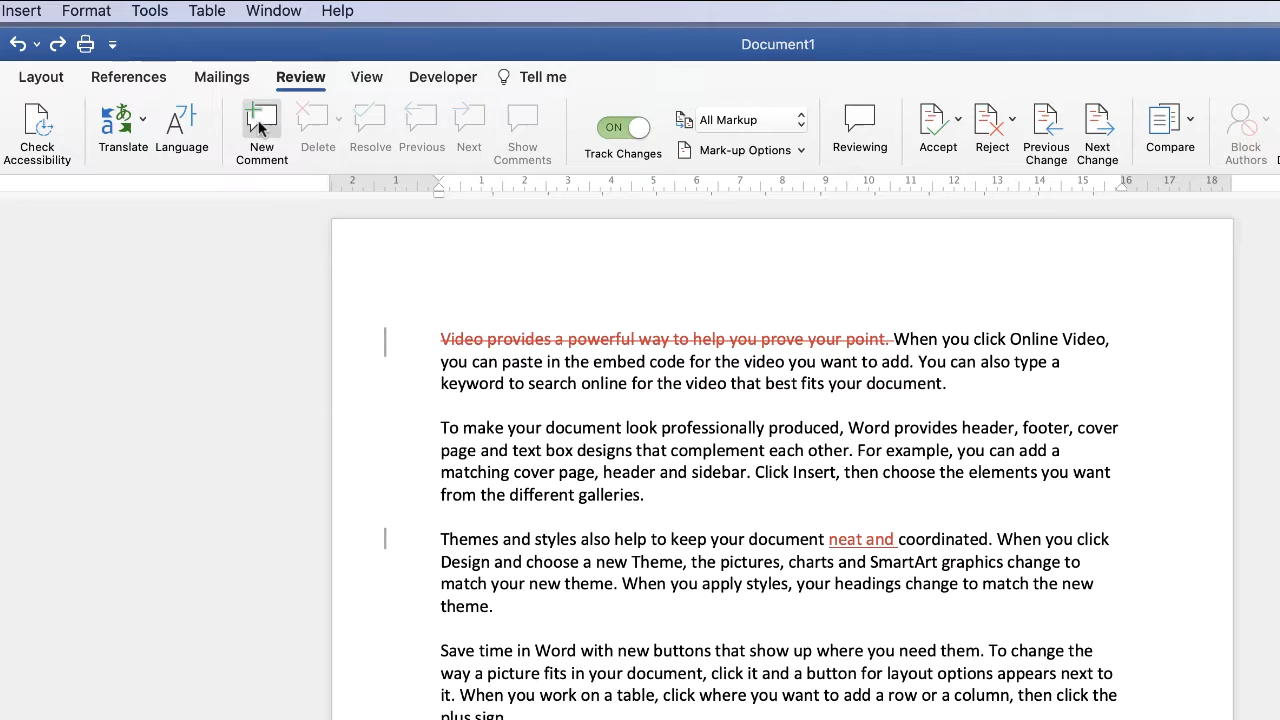 Insert Format Tools Table Window Help
Document1
Layout References Mailings Review View Developer Tell me
Check Accessibility
Translate
Language
New Comment
Delete
Resolve
Previous
Next
Show Comments
ON
Track Changes
All Markup
Mark-up Options
Reviewing
Accept
Reject
Previous Change
Next Change
Compare
Block Authors
2 1 1 2 3 4 5 6 7 8 9 10 11 12 13 14 15 16 17 18
Video provides a powerful way to help you prove your point. When you click Online Video,
you can paste in the embed code for the video you want to add. You can also type a
keyword to search online for the video that best fits your document.
To make your document look professionally produced, Word provides header, footer, cover
page and text box designs that complement each other. For example, you can add a
matching cover page, header and sidebar. Click Insert, then choose the elements you want
from the different galleries.
Themes and styles also help to keep your document neat and coordinated. When you click
Design and choose a new Theme, the pictures, charts and SmartArt graphics change to
match your new theme. When you apply styles, your headings change to match the new
theme.
Save time in Word with new buttons that show up where you need them. To change the
way a picture fits in your document, click it and a button for layout options appears next to
it. When you work on a table, click where you want to add a row or a column, then click the
plus sign.